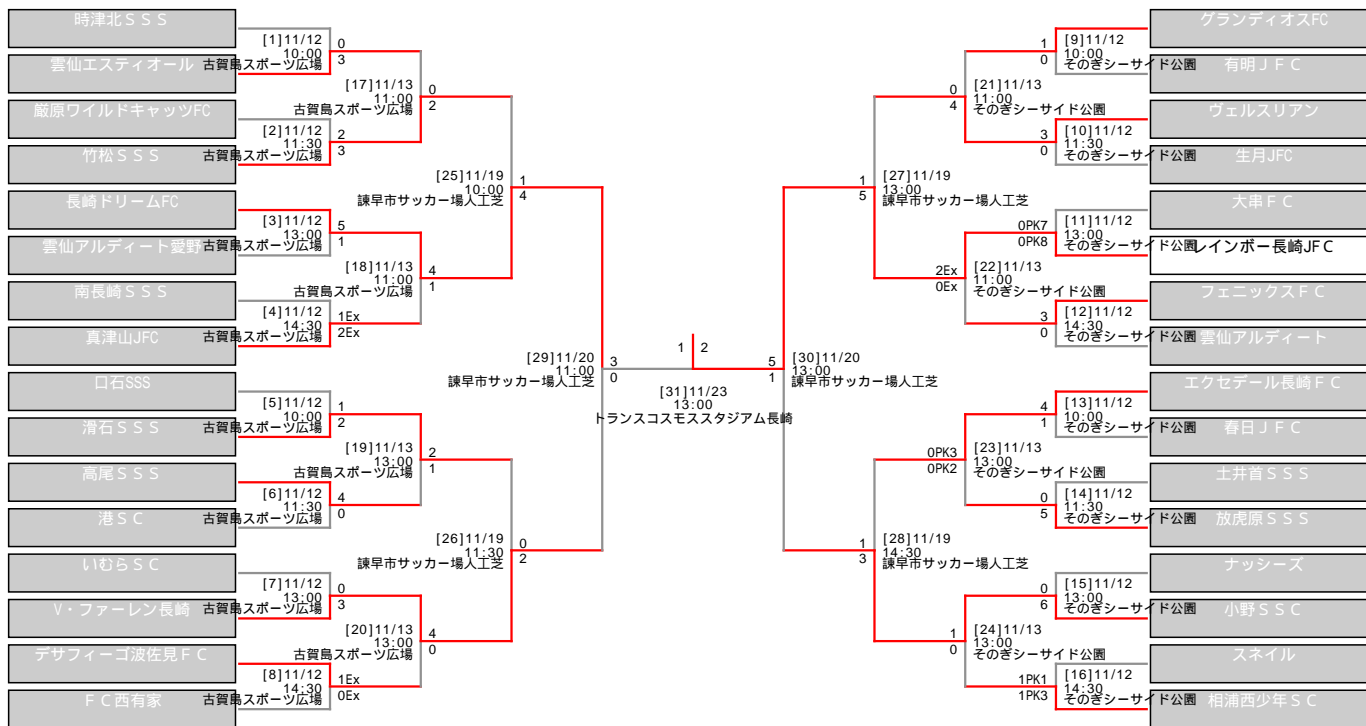 時津北ＳＳＳ
[1]11/12
10:00
古賀島スポーツ広場
0
3
雲仙エスティオール
[17]11/13
11:00
古賀島スポーツ広場
0
2
厳原ワイルドキャッツFC
[2]11/12
11:30
古賀島スポーツ広場
2
3
竹松ＳＳＳ
[25]11/19
10:00
諫早市サッカー場人工芝
1
4
長崎ドリームFC
[3]11/12
13:00
古賀島スポーツ広場
5
1
雲仙アルディート愛野
[18]11/13
11:00
古賀島スポーツ広場
4
1
南長崎ＳＳＳ
[4]11/12
14:30
古賀島スポーツ広場
1Ex
2Ex
真津山JFC
[29]11/20
11:00
諫早市サッカー場人工芝
3
0
口石SSS
[5]11/12
10:00
古賀島スポーツ広場
1
2
滑石ＳＳＳ
[19]11/13
13:00
古賀島スポーツ広場
2
1
高尾ＳＳＳ
[6]11/12
11:30
古賀島スポーツ広場
4
0
港ＳＣ
[26]11/19
11:30
諫早市サッカー場人工芝
0
2
いむらＳＣ
[7]11/12
13:00
古賀島スポーツ広場
0
3
V・ファーレン長崎
[20]11/13
13:00
古賀島スポーツ広場
4
0
デサフィーゴ波佐見ＦＣ
[8]11/12
14:30
古賀島スポーツ広場
1Ex
0Ex
ＦＣ西有家
1 2
[31]11/23
13:00
トランスコスモススタジアム長崎
グランディオスFC
1
0
[9]11/12
10:00
そのぎシーサイド公園
有明ＪＦＣ
0
4
[21]11/13
11:00
そのぎシーサイド公園
ヴェルスリアン
3
0
[10]11/12
11:30
そのぎシーサイド公園
生月JFC
1
5
[27]11/19
13:00
諫早市サッカー場人工芝
大串ＦＣ
0PK7
0PK8
[11]11/12
13:00
そのぎシーサイド公園
レインボー長崎JFＣ
2Ex
0Ex
[22]11/13
11:00
そのぎシーサイド公園
フェニックスＦＣ
3
0
[12]11/12
14:30
そのぎシーサイド公園
雲仙アルディート
5
1
[30]11/20
13:00
諫早市サッカー場人工芝
エクセデール長崎ＦＣ
4
1
[13]11/12
10:00
そのぎシーサイド公園
春日ＪＦＣ
0PK3
0PK2
[23]11/13
13:00
そのぎシーサイド公園
土井首ＳＳＳ
0
5
[14]11/12
11:30
そのぎシーサイド公園
放虎原ＳＳＳ
1
3
[28]11/19
14:30
諫早市サッカー場人工芝
ナッシーズ
0
6
[15]11/12
13:00
そのぎシーサイド公園
小野ＳＳＣ
1
0
[24]11/13
13:00
そのぎシーサイド公園
スネイル
1PK1
1PK3
[16]11/12
14:30
そのぎシーサイド公園
相浦西少年ＳＣ